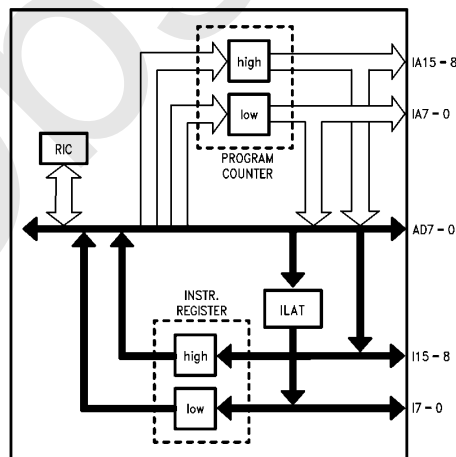 high
IA15 - 8
low
IA7 - 0
RIC
PROGRAM
COUNTER
AD7 - 0
INSTR.
REGISTER
ILAT
high
I15 - 8
low
I7 - 0